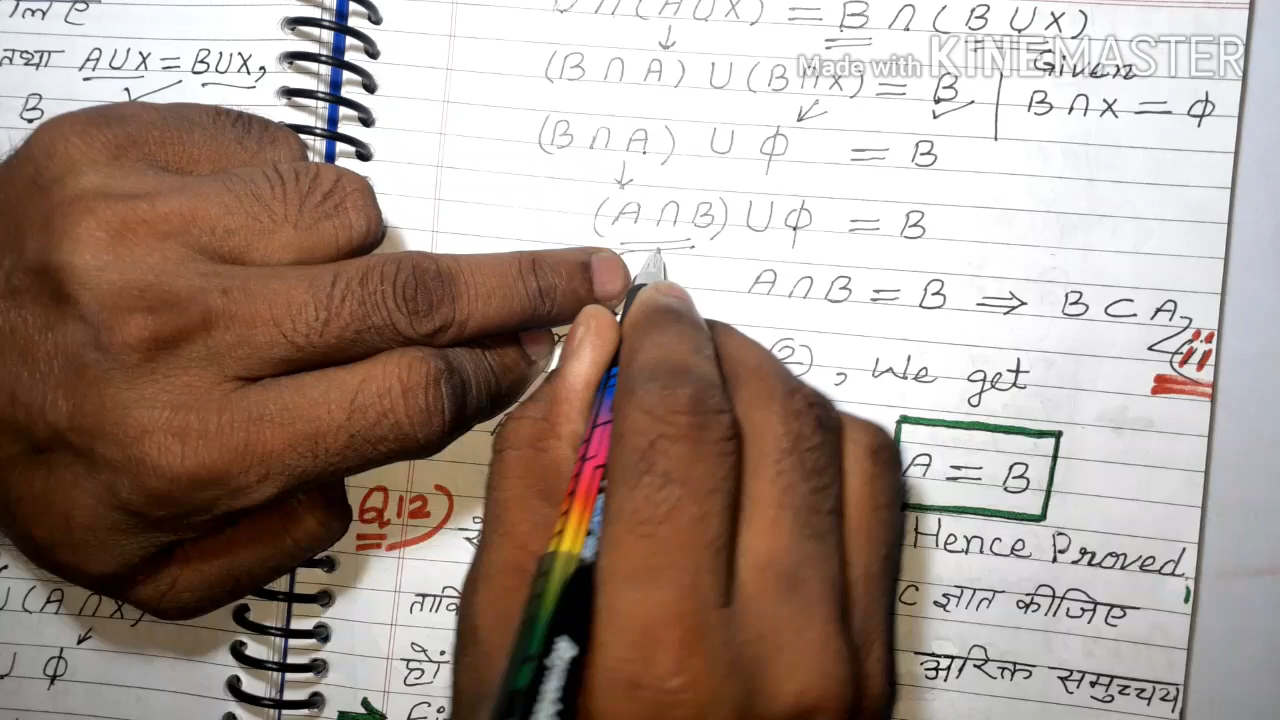 तथा A∪X = B∪X,
B
∩(A∪X) = B∩(B∪X)
Made with KINEMASTER
(B∩A) ∪ (B∩X) = B
Given
B∩X = ϕ
(B∩A) ∪ ϕ = B
(A∩B) ∪ ϕ = B
A∩B = B ⇒ B⊂A
(ii
(2), We get
A = B
Hence Proved.
Q12)
∪(A∩X)
∪ ϕ
C ज्ञात कीजिए
हों
अरिक्त समुच्चय